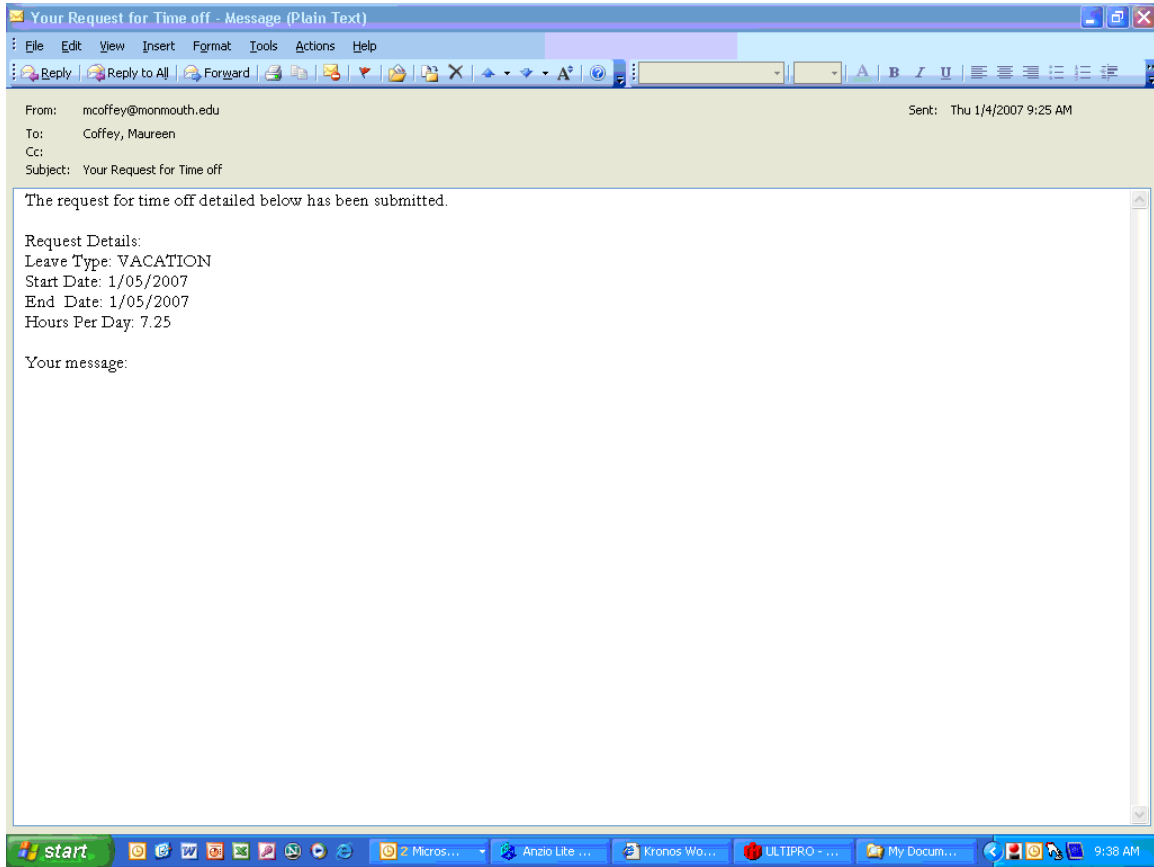 Your Request for Time off - Message (Plain Text)
File Edit View Insert Format Tools Actions Help
Reply Reply to All Forward
From: mcoffey@monmouth.edu Sent: Thu 1/4/2007 9:25 AM
To: Coffey, Maureen
Cc:
Subject: Your Request for Time off
The request for time off detailed below has been submitted.
Request Details:
Leave Type: VACATION
Start Date: 1/05/2007
End Date: 1/05/2007
Hours Per Day: 7.25
Your message:
start 2 Micros... Anzio Lite ... Kronos Wo... ULTIPRO - ... My Docum... 9:38 AM